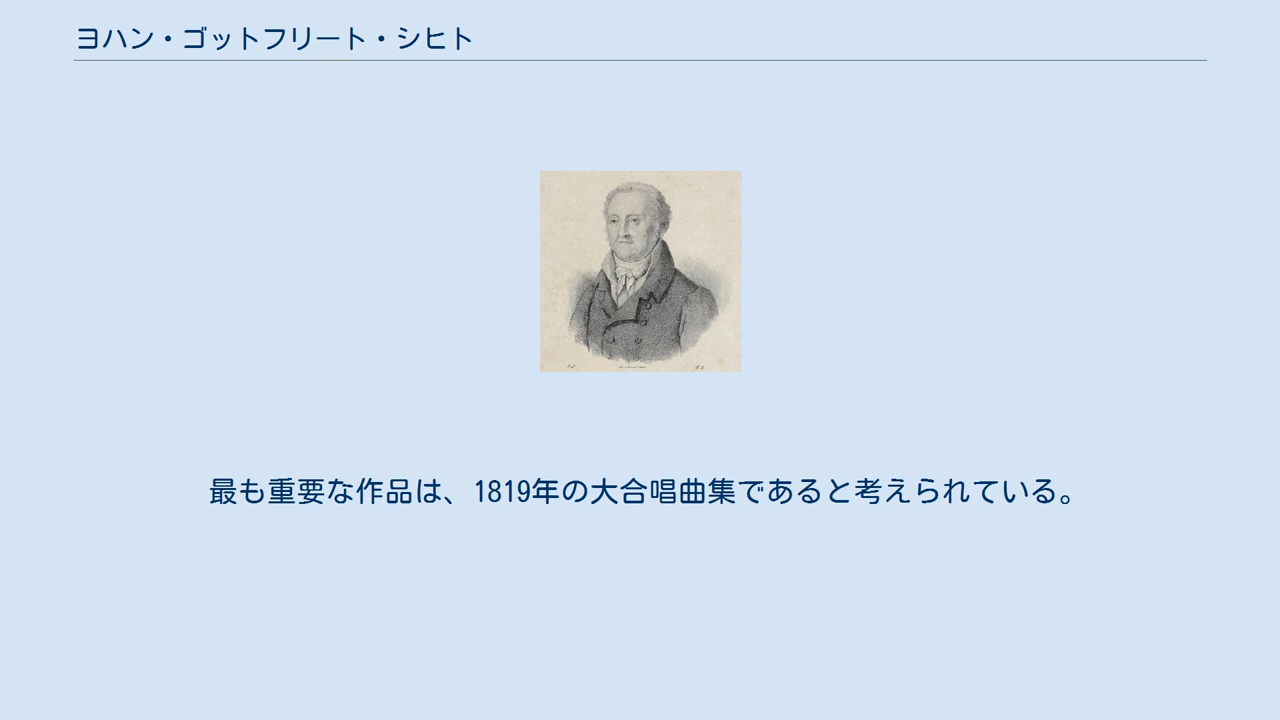 ヨハン・ゴットフリート・シヒト
最も重要な作品は、1819年の大合唱曲集であると考えられている。